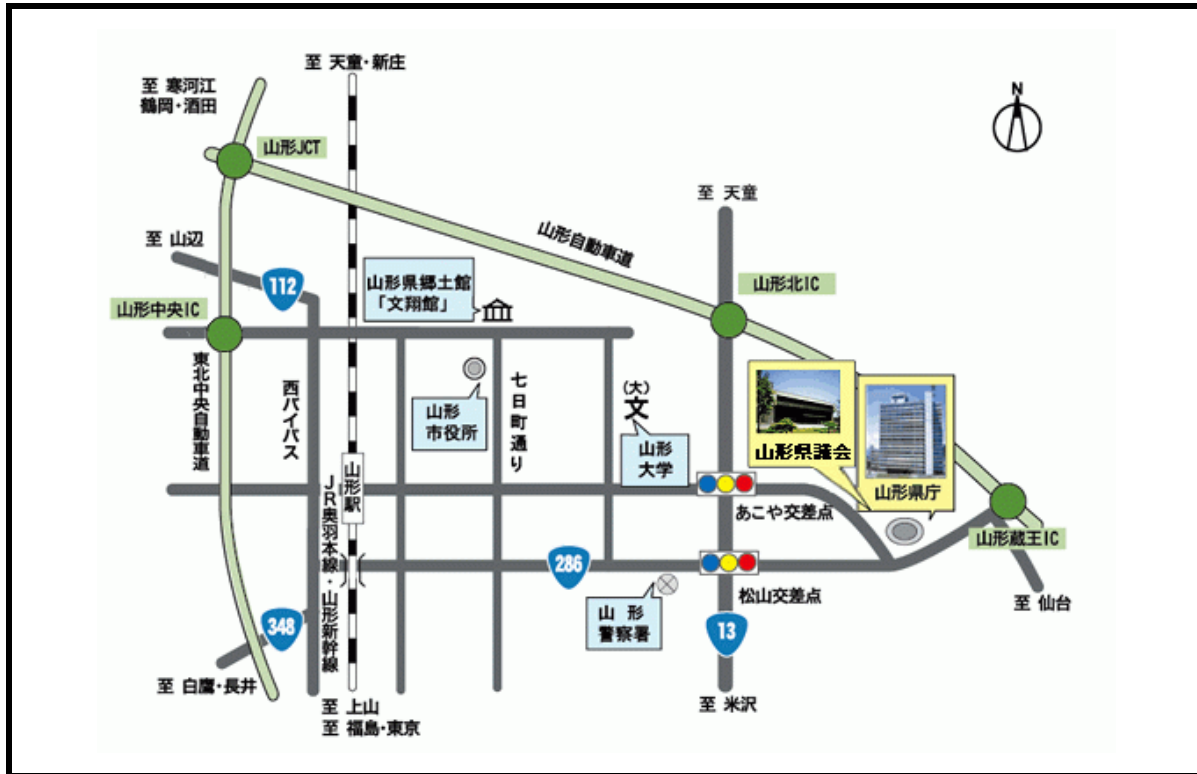 至 天童・新庄
至 寒河江
鶴岡・酒田
N
山形JCT
至 天童
山形自動車道
至 山辺
112
山形県郷土館
「文翔館」
山形北IC
山形中央IC
東北中央自動車道
西バイパス
山形
市役所
七日町通り
(大)
文
山形
大学
山形県議会
山形県庁
山形駅
JR奥羽本線・山形新幹線
あこや交差点
山形蔵王IC
286
松山交差点
至 仙台
山 形
警察署
348
13
至 白鷹・長井
至 上山
至 福島・東京
至 米沢